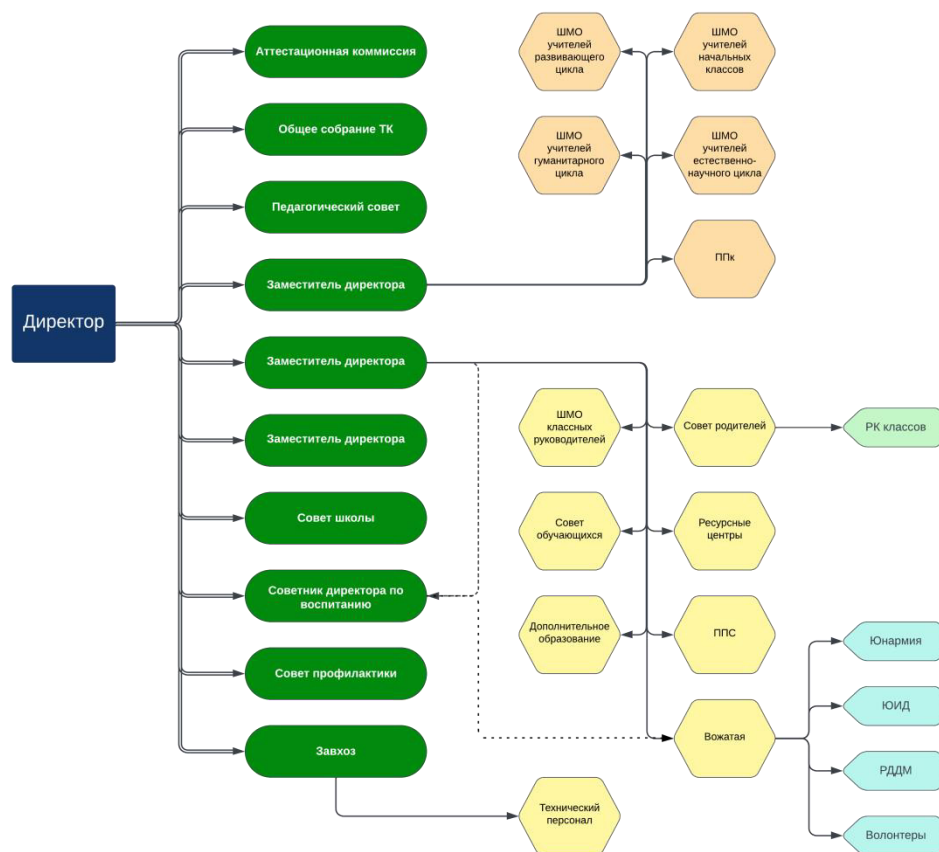 Директор
Аттестационная комиссия
Общее собрание ТК
Педагогический совет
Заместитель директора
Заместитель директора
Заместитель директора
Совет школы
Советник директора по
воспитанию
Совет профилактики
Завхоз
ШМО
учителей
развивающего
цикла
ШМО
учителей
начальных
классов
ШМО
учителей
гуманитарного
цикла
ШМО
учителей
естественно-
научного цикла
ППк
ШМО
классных
руководителей
Совет родителей
РК классов
Совет
обучающихся
Ресурсные
центры
Дополнительное
образование
ППС
Вожатая
Юнармия
ЮИД
РДДМ
Волонтеры
Технический
персонал